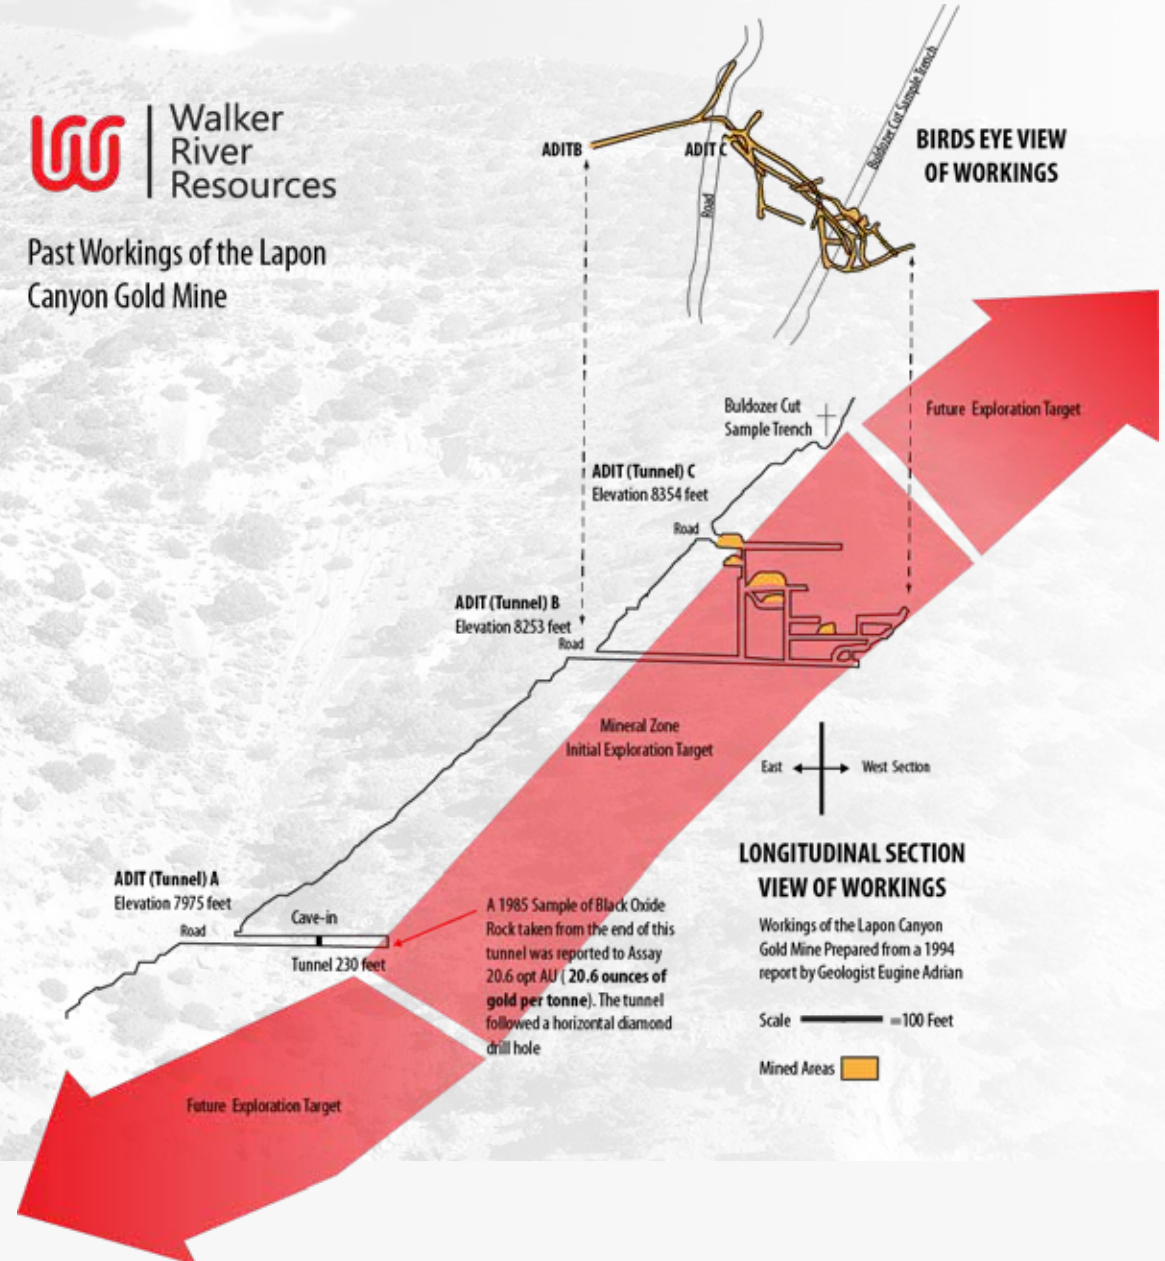 Walker
River
Resources
Past Workings of the Lapon
Canyon Gold Mine
ADITB
ADIT C
Road
Buldozer Cut Sample Trench
BIRDS EYE VIEW
OF WORKINGS
Future Exploration Target
Buldozer Cut
Sample Trench
ADIT (Tunnel) C
Elevation 8354 feet
Road
ADIT (Tunnel) B
Elevation 8253 feet
Road
Mineral Zone
Initial Exploration Target
East
West Section
LONGITUDINAL SECTION
VIEW OF WORKINGS
Workings of the Lapon Canyon
Gold Mine Prepared from a 1994
report by Geologist Eugine Adrian
Scale
=100 Feet
Mined Areas
ADIT (Tunnel) A
Elevation 7975 feet
Road
Cave-in
Tunnel 230 feet
A 1985 Sample of Black Oxide
Rock taken from the end of this
tunnel was reported to Assay
20.6 opt AU ( 20.6 ounces of
gold per tonne). The tunnel
followed a horizontal diamond
drill hole
Future Exploration Target